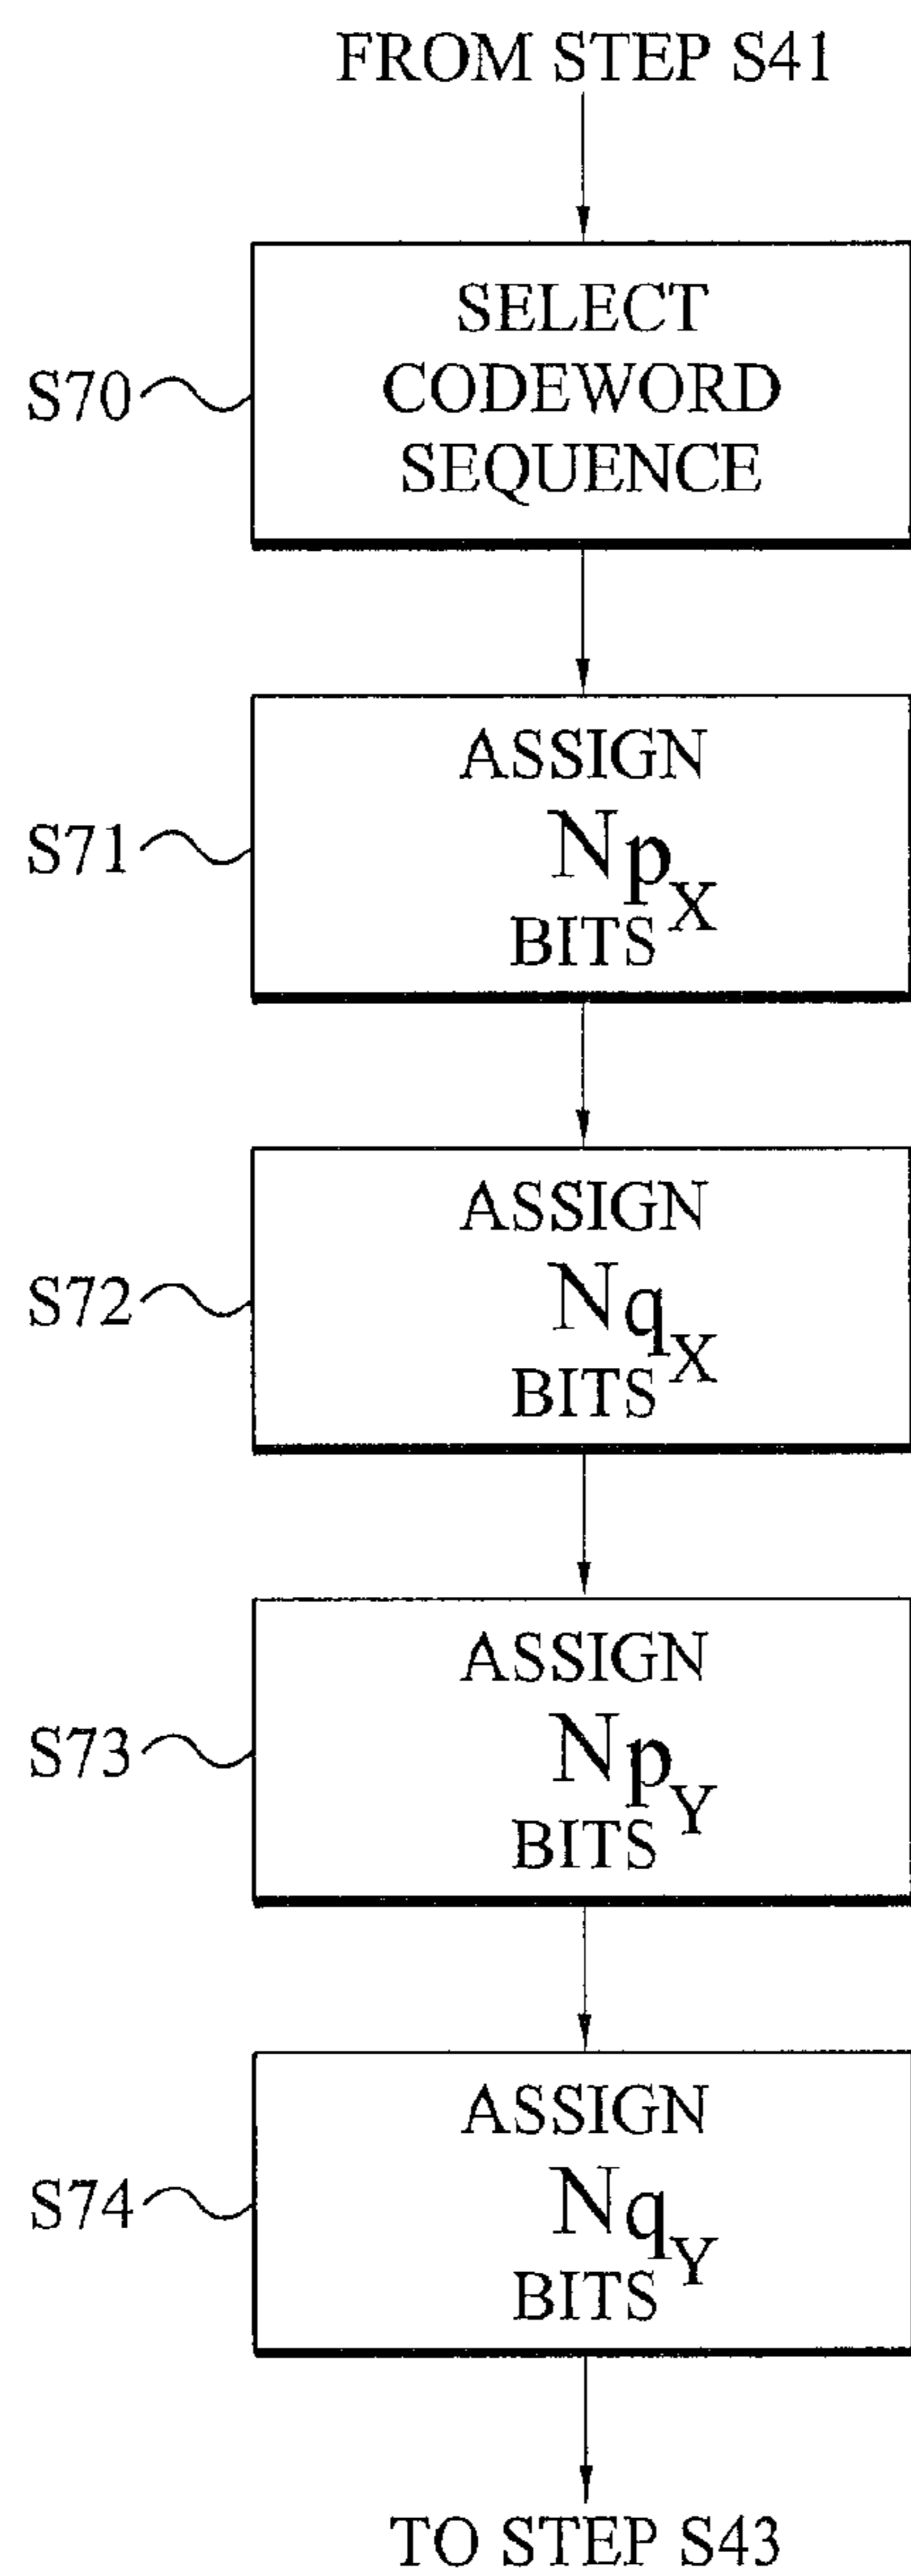 FROM STEP S41
SELECT
CODEWORD
S70
SEQUENCE
ASSIGN
S71
Np_X
BITS
ASSIGN
S72
Nq_X
BITS
ASSIGN
S73
Np_Y
BITS
ASSIGN
S74
Nq_Y
BITS
TO STEP S43